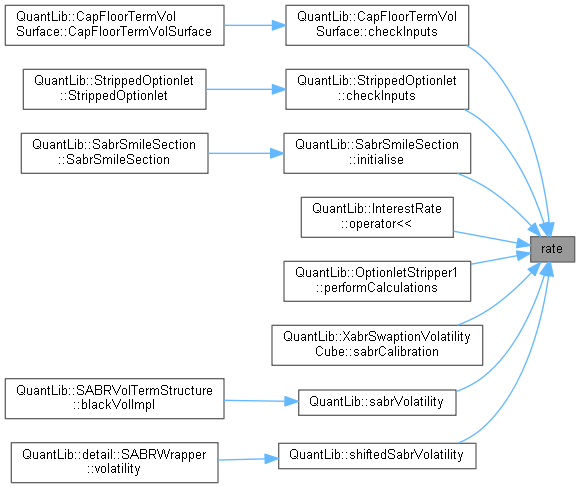 QuantLib::CapFloorTermVol
Surface::CapFloorTermVolSurface
QuantLib::CapFloorTermVol
Surface::checkInputs
QuantLib::StrippedOptionlet
::StrippedOptionlet
QuantLib::StrippedOptionlet
::checkInputs
QuantLib::SabrSmileSection
::SabrSmileSection
QuantLib::SabrSmileSection
::initialise
QuantLib::InterestRate
::operator<<
rate
QuantLib::OptionletStripper1
::performCalculations
QuantLib::XabrSwaptionVolatility
Cube::sabrCalibration
QuantLib::SABRVolTermStructure
::blackVolImpl
QuantLib::sabrVolatility
QuantLib::detail::SABRWrapper
::volatility
QuantLib::shiftedSabrVolatility